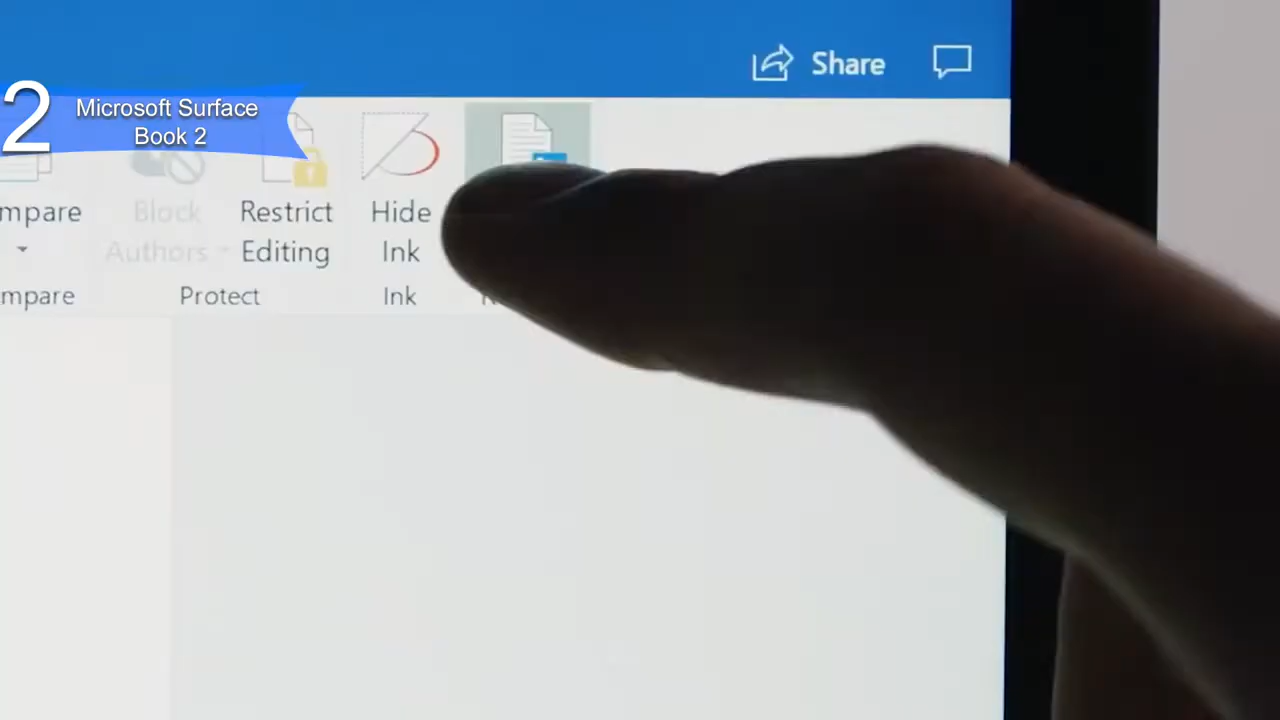 Share
2
Microsoft Surface
Book 2
mpare
Block
Authors
Restrict
Editing
Hide
Ink
mpare
Protect
Ink